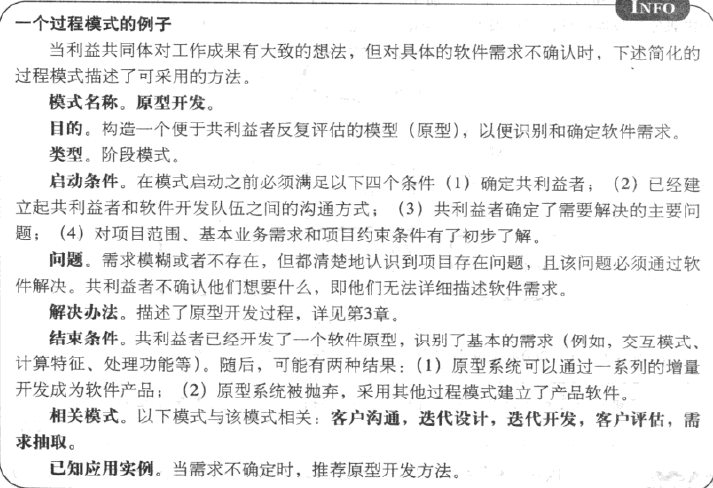 INFO
一个过程模式的例子
当利益共同体对工作成果有大致的想法，但对具体的软件需求不确认时，下述简化的
过程模式描述了可采用的方法。
模式名称。原型开发。
目的。构造一个便于共利益者反复评估的模型（原型），以便识别和确定软件需求。
类型。阶段模式。
启动条件。在模式启动之前必须满足以下四个条件（1）确定共利益者；（2）已经建
立起共利益者和软件开发队伍之间的沟通方式；（3）共利益者确定了需要解决的主要问
题；（4）对项目范围、基本业务需求和项目约束条件有了初步了解。
问题。需求模糊或者不存在，但都清楚地认识到项目存在问题，且该问题必须通过软
件解决。共利益者不确认他们想要什么，即他们无法详细描述软件需求。
解决办法。描述了原型开发过程，详见第3章。
结束条件。共利益者已经开发了一个软件原型，识别了基本的需求（例如，交互模式、
计算特征、处理功能等）。随后，可能有两种结果：（1）原型系统可以通过一系列的增量
开发成为软件产品；（2）原型系统被抛弃，采用其他过程模式建立了产品软件。
相关模式。以下模式与该模式相关：客户沟通，迭代设计，迭代开发，客户评估，需
求抽取。
已知应用实例。当需求不确定时，推荐原型开发方法。